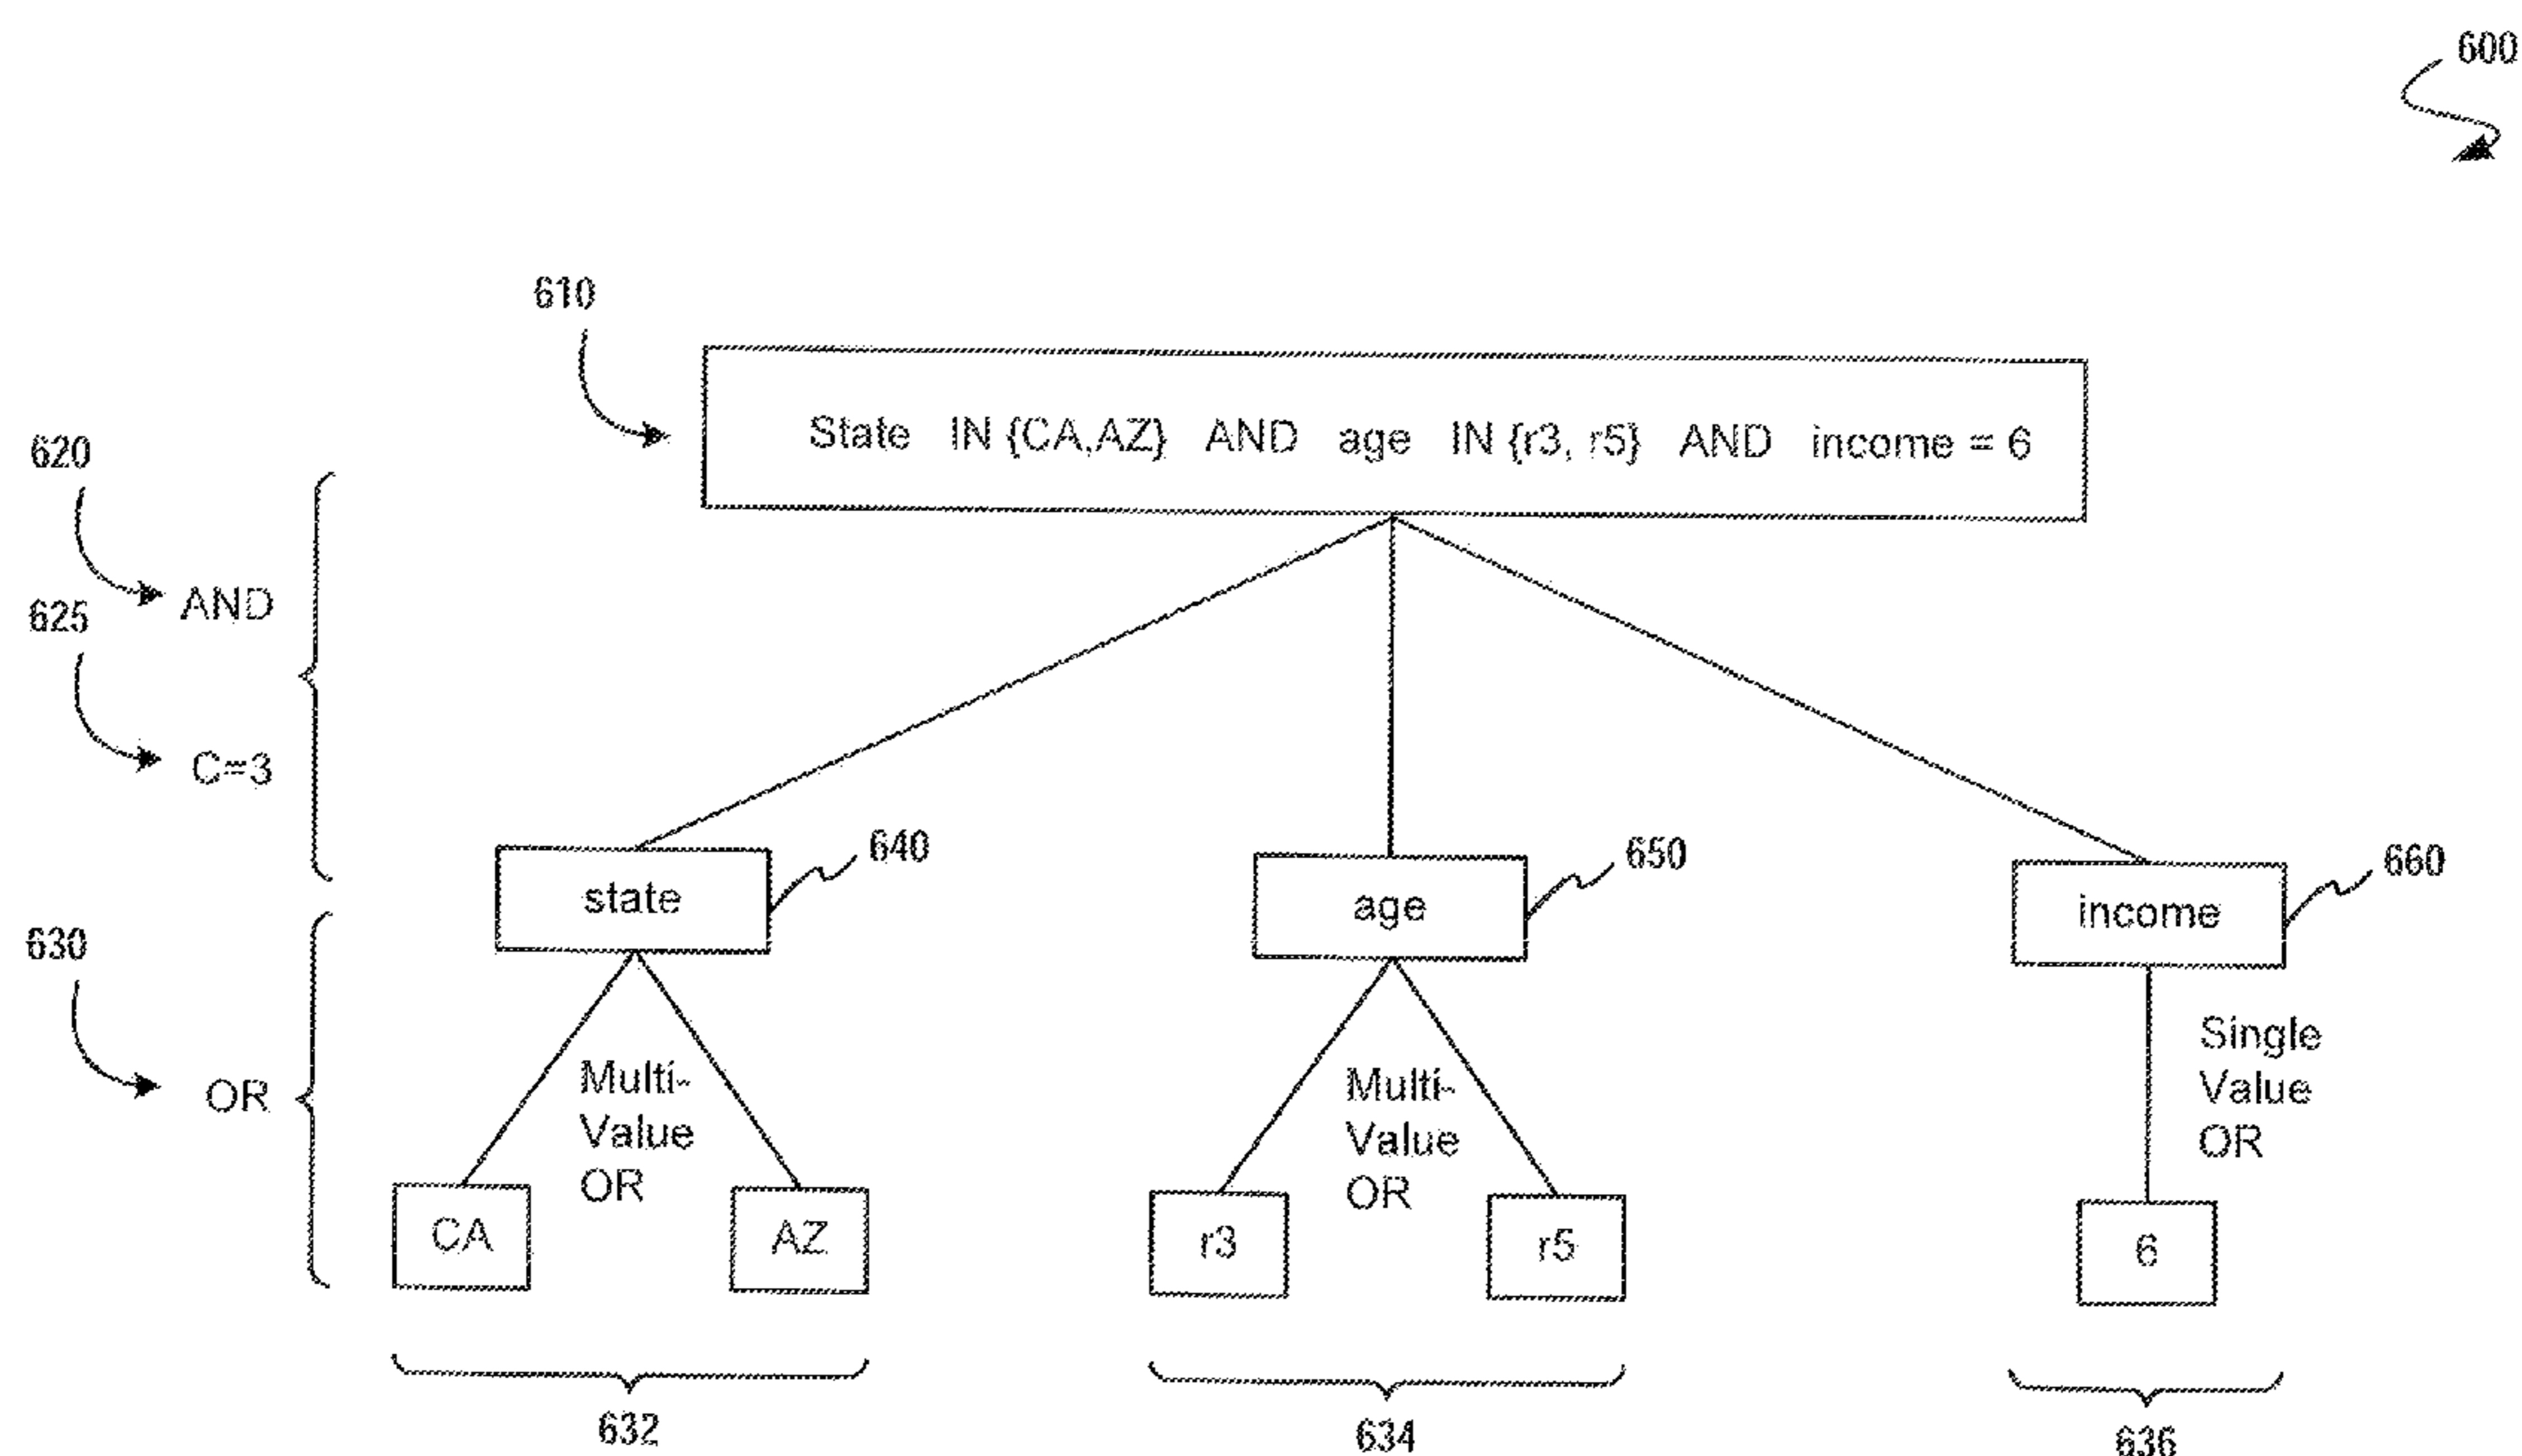 600
610
State IN {CA,AZ} AND age IN {r3, r5} AND income = 6
620
AND
625
C=3
state
640
age
650
income
660
630
OR
Multi-
Value
OR
Multi-
Value
OR
Single
Value
OR
CA
AZ
r3
r5
6
632
634
636